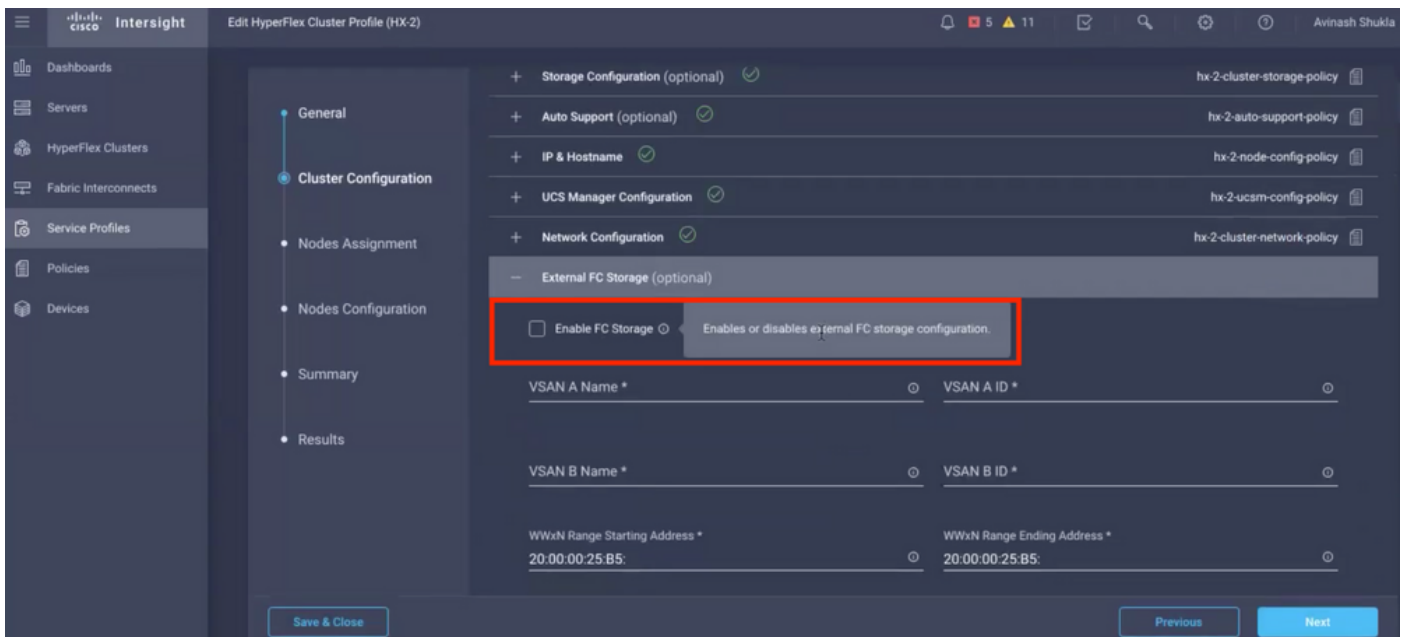 cisco Intersight Edit HyperFlex Cluster Profile (HX-2) 5 11 Avinash Shukla
Dashboards
Servers
HyperFlex Clusters
Fabric Interconnects
Service Profiles
Policies
Devices
General
Cluster Configuration
Nodes Assignment
Nodes Configuration
Summary
Results
+ Storage Configuration (optional) hx-2-cluster-storage-policy
+ Auto Support (optional) hx-2-auto-support-policy
+ IP & Hostname hx-2-node-config-policy
+ UCS Manager Configuration hx-2-ucsm-config-policy
+ Network Configuration hx-2-cluster-network-policy
− External FC Storage (optional)
Enable FC Storage Enables or disables external FC storage configuration.
VSAN A Name * VSAN A ID *
VSAN B Name * VSAN B ID *
WWxN Range Starting Address * WWxN Range Ending Address *
20:00:00:25:B5: 20:00:00:25:B5:
Save & Close Previous Next